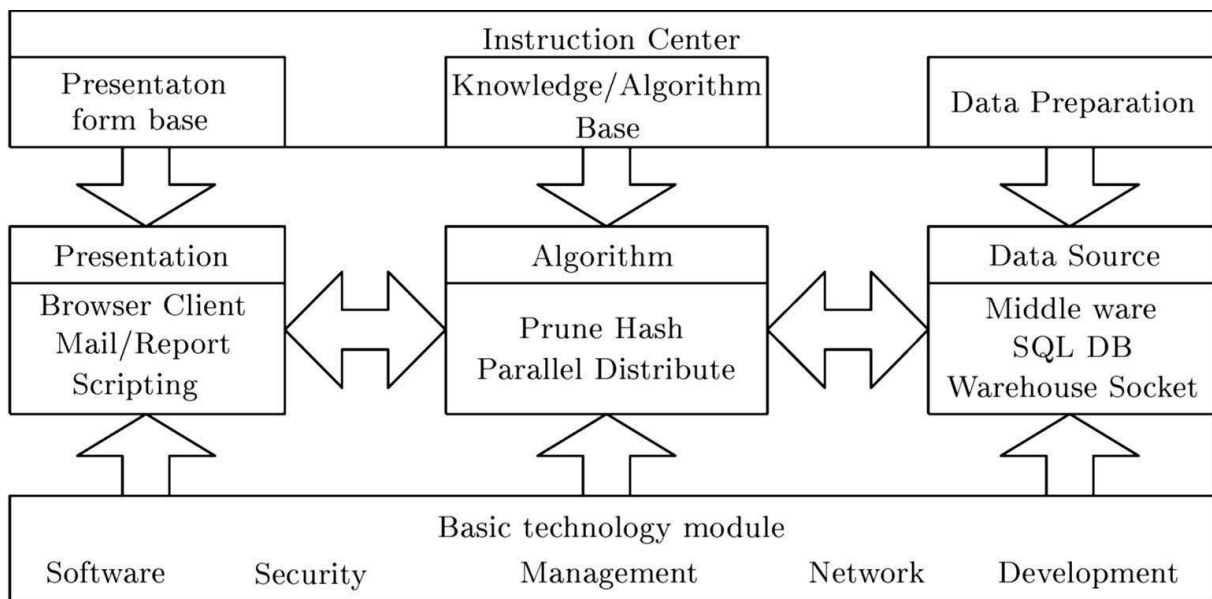 Instruction Center
Presentaton
form base
Knowledge/Algorithm
Base
Data Preparation
Presentation
Browser Client
Mail/Report
Scripting
Algorithm
Prune Hash
Parallel Distribute
Data Source
Middle ware
SQL DB
Warehouse Socket
Basic technology module
Software Security Management Network Development